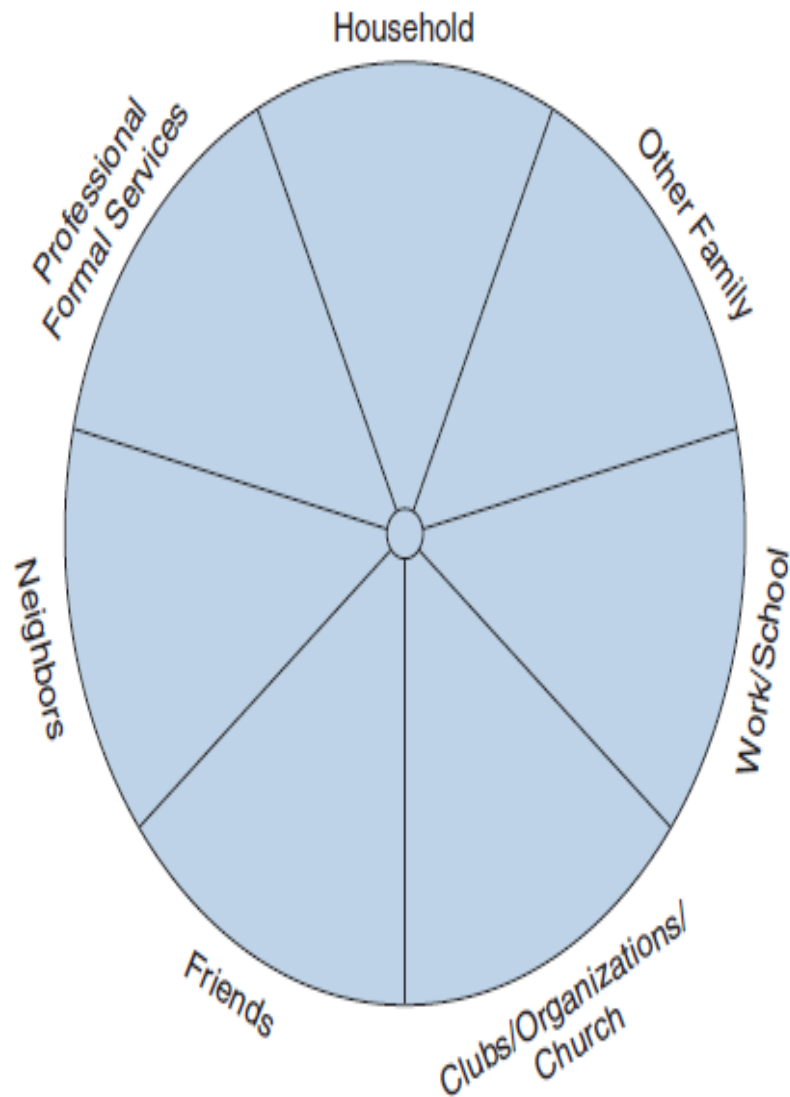 Household
Other Family
Work/School
Clubs/Organizations/
Church
Friends
Neighbors
Professional
Formal Services